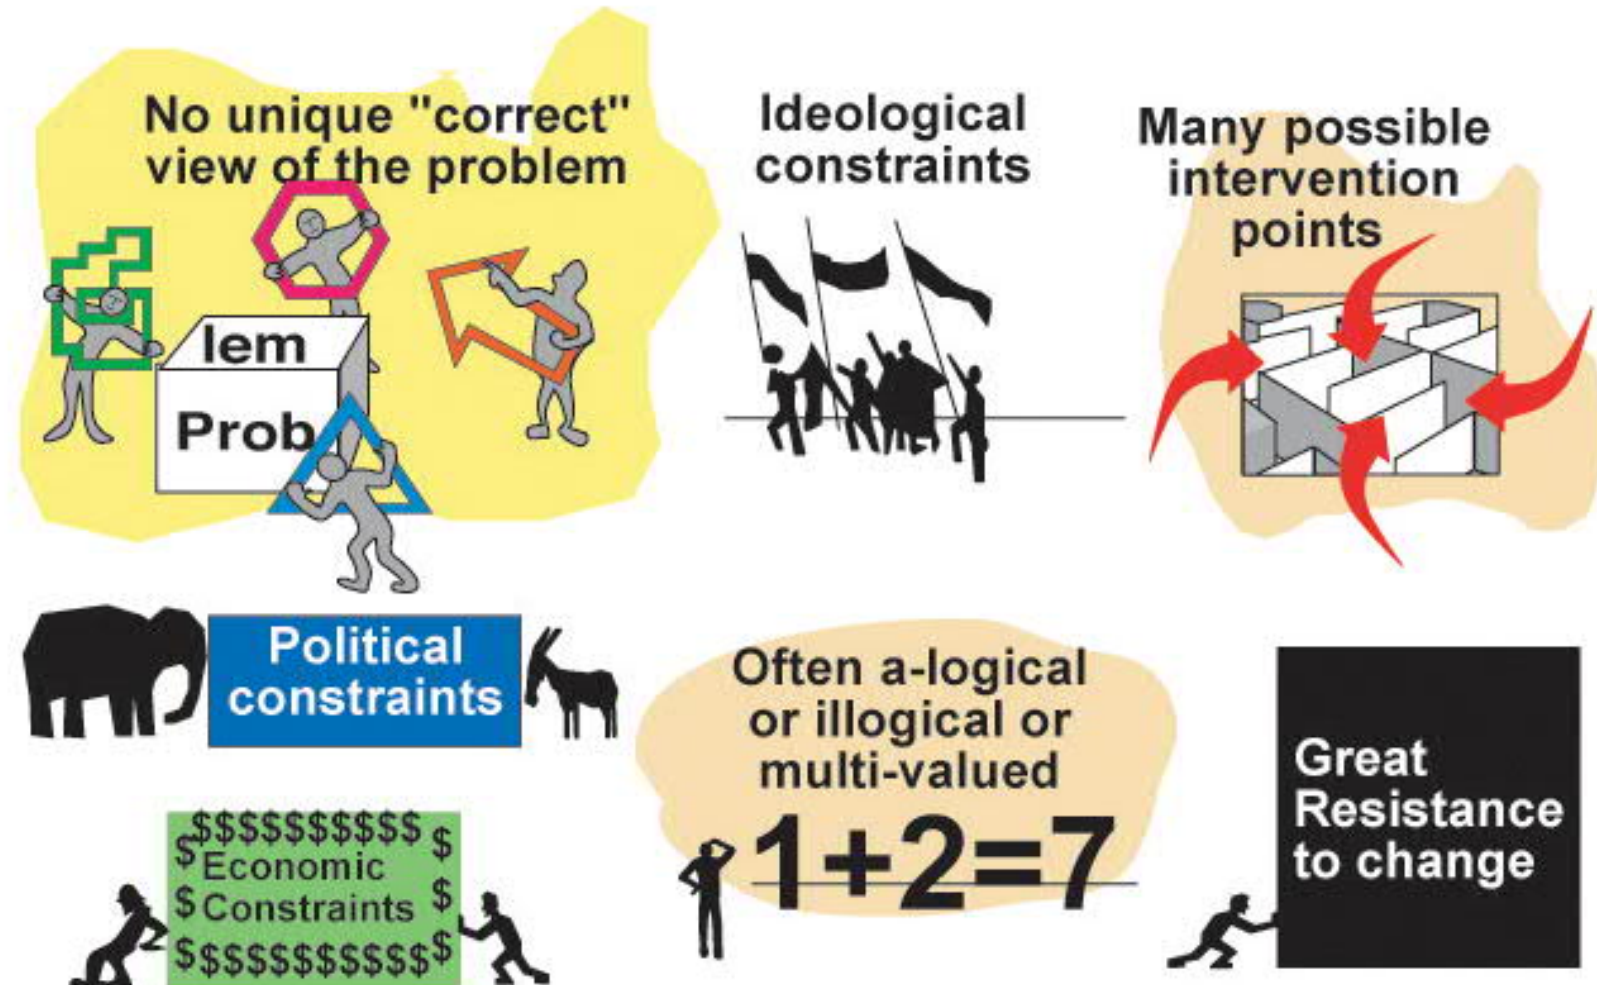 No unique "correct"
view of the problem
lem
Prob
Ideological
constraints
Many possible
intervention
points
Political
constraints
$$$$$$$$$$
$ $
Economic
$ Constraints $
$ $$$$$$$$$$ $
Often a-logical
or illogical or
multi-valued
1+2=7
Great
Resistance
to change